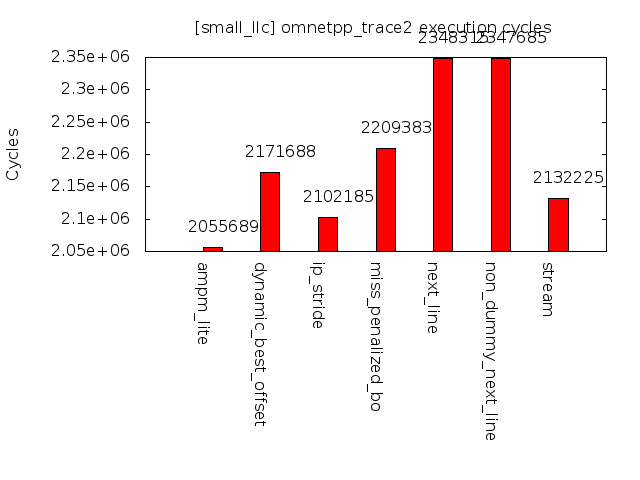 [small_llc] omnetpp_trace2 execution cycles
Cycles
2.35e+06
2.3e+06
2.25e+06
2.2e+06
2.15e+06
2.1e+06
2.05e+06
2055689
2171688
2102185
2209383
2348315
2347685
2132225
ampm_lite
dynamic_best_offset
ip_stride
miss_penalized_bo
next_line
non_dummy_next_line
stream